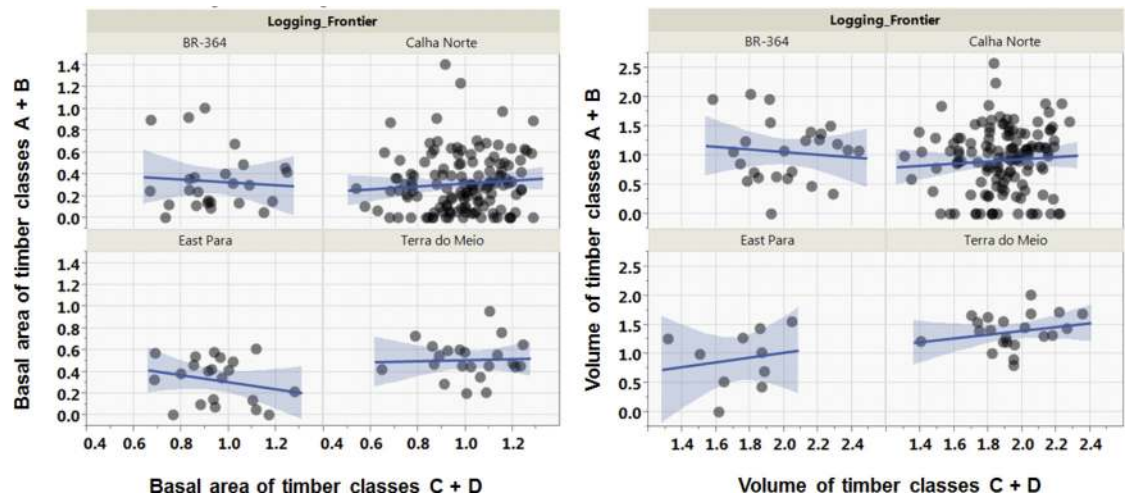 Logging_Frontier
BR-364 Calha Norte
Basal area of timber classes A + B
1.4
1.2
1.0
0.8
0.6
0.4
0.2
0.0
East Para Terra do Meio
1.4
1.2
1.0
0.8
0.6
0.4
0.2
0.0
0.4 0.6 0.8 1.0 1.2 0.4 0.6 0.8 1.0 1.2
Basal area of timber classes C + D
Logging_Frontier
BR-364 Calha Norte
Volume of timber classes A + B
2.5
2.0
1.5
1.0
0.5
0.0
East Para Terra do Meio
2.5
2.0
1.5
1.0
0.5
0.0
1.4 1.6 1.8 2.0 2.2 2.4 1.4 1.6 1.8 2.0 2.2 2.4
Volume of timber classes C + D